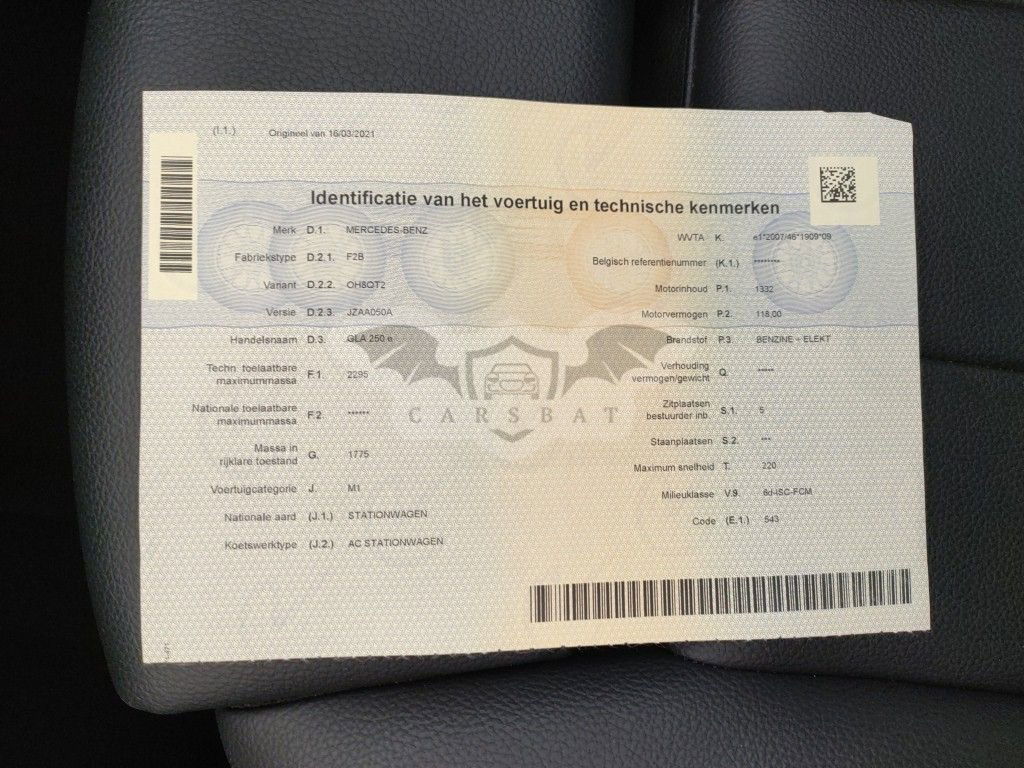 (I.1.) Origineel van 16/03/2021
Identificatie van het voertuig en technische kenmerken
Merk D.1. MERCEDES-BENZ
Fabriekstype D.2.1. F2B
Variant D.2.2. OH8QT2
Versie D.2.3. JZAA050A
Handelsnaam D.3. GLA 250 e
Techn. toelaatbare
maximummassa F.1. 2295
Nationale toelaatbare
maximummassa F.2. ******
Massa in
rijklare toestand G. 1775
Voertuigcategorie J. M1
Nationale aard (J.1.) STATIONWAGEN
Koetswerktype (J.2.) AC STATIONWAGEN
WVTA K. e1*2007/46*1909*09
Belgisch referentienummer (K.1.) ********
Motorinhoud P.1. 1332
Motorvermogen P.2. 118,00
Brandstof P.3. BENZINE + ELEKT
Verhouding
vermogen/gewicht Q. *****
Zitplaatsen
bestuurder inb. S.1. 5
Staanplaatsen S.2. ***
Maximum snelheid T. 220
Milieuklasse V.9. 6d-ISC-FCM
Code (E.1.) 543
CARSBAT